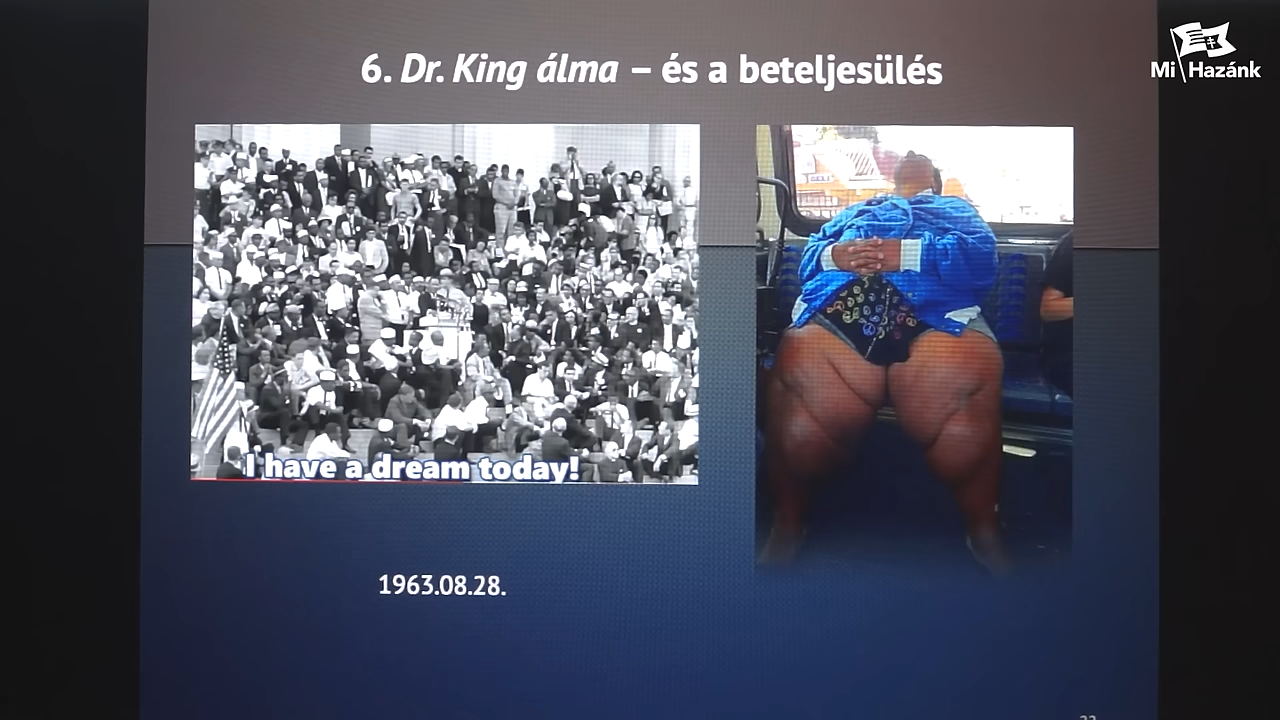 6. Dr. King álma – és a beteljesülés
Mi Hazánk
I have a dream today!
1963.08.28.